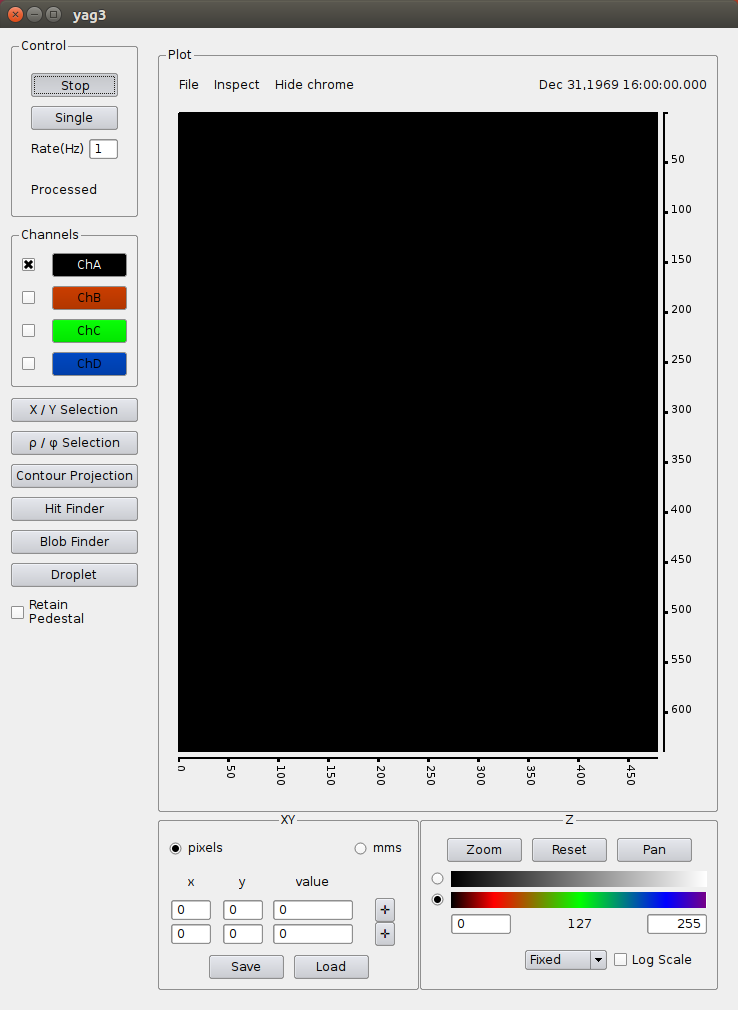 yag3
Control
Stop
Single
Rate(Hz) 1
Processed
Channels
ChA
ChB
ChC
ChD
X / Y Selection
ρ / φ Selection
Contour Projection
Hit Finder
Blob Finder
Droplet
Retain
Pedestal
Plot
File Inspect Hide chrome Dec 31,1969 16:00:00.000
50
100
150
200
250
300
350
400
450
500
550
600
0 50 100 150 200 250 300 350 400 450
XY
pixels mms
x y value
0 0 0
0 0 0
Save Load
Z
Zoom Reset Pan
0 127 255
Fixed Log Scale